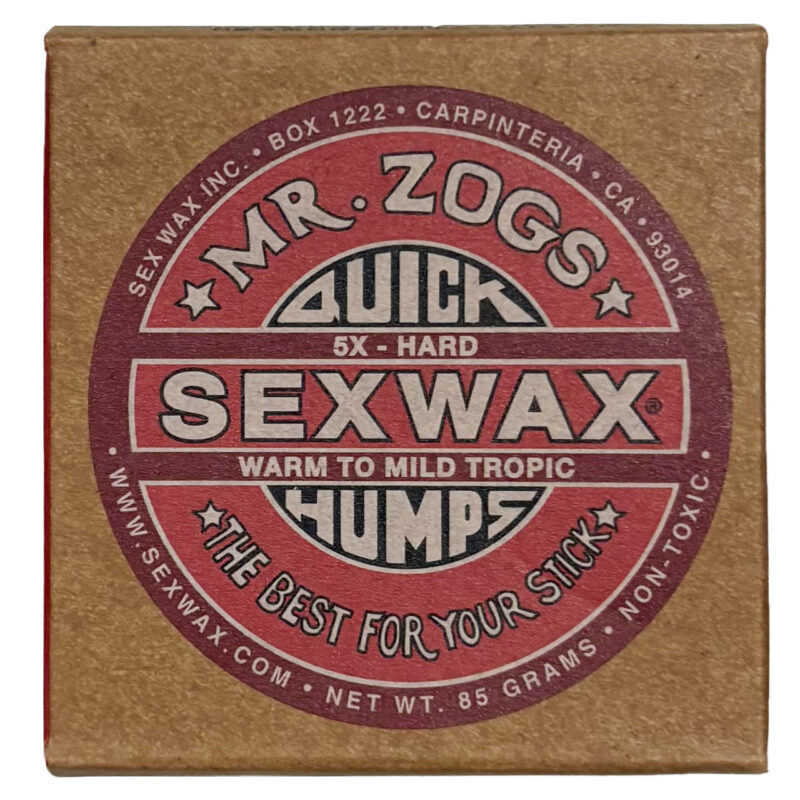 SEX WAX INC. • BOX 1222 • CARPINTERIA • CA • 93014
MR. ZOGS
QUICK
5X - HARD
SEXWAX®
WARM TO MILD TROPIC
HUMPS
THE BEST FOR YOUR STICK
• WWW.SEXWAX.COM • NET WT. 85 GRAMS • NON-TOXIC •